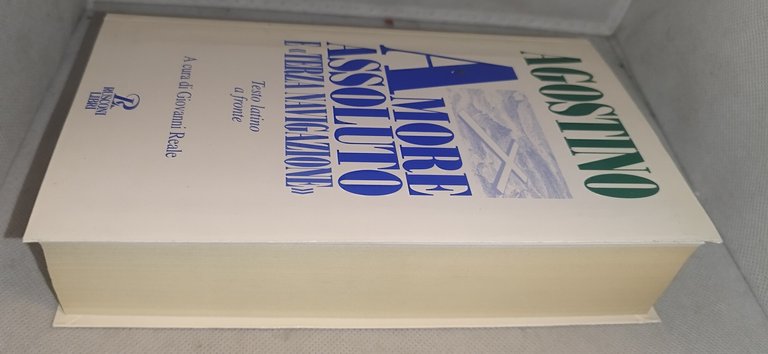 AGOSTINO
AMORE
ASSOLUTO
E «TERZA NAVIGAZIONE»
Testo latino
a fronte
A cura di Giovanni Reale
RUSCONI
LIBRI